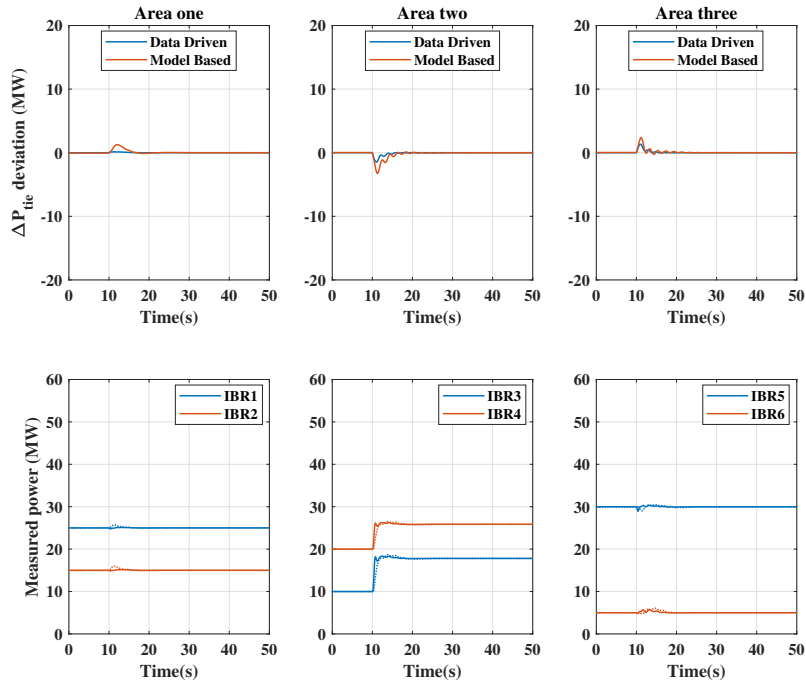 Area one
ΔP_tie deviation (MW)
20
10
0
-10
-20
Data Driven
Model Based
0 10 20 30 40 50
Time(s)
Area two
20
10
0
-10
-20
Data Driven
Model Based
0 10 20 30 40 50
Time(s)
Area three
20
10
0
-10
-20
Data Driven
Model Based
0 10 20 30 40 50
Time(s)
Measured power (MW)
60
50
40
30
20
10
0
IBR1
IBR2
0 10 20 30 40 50
Time(s)
60
50
40
30
20
10
0
IBR3
IBR4
0 10 20 30 40 50
Time(s)
60
50
40
30
20
10
0
IBR5
IBR6
0 10 20 30 40 50
Time(s)